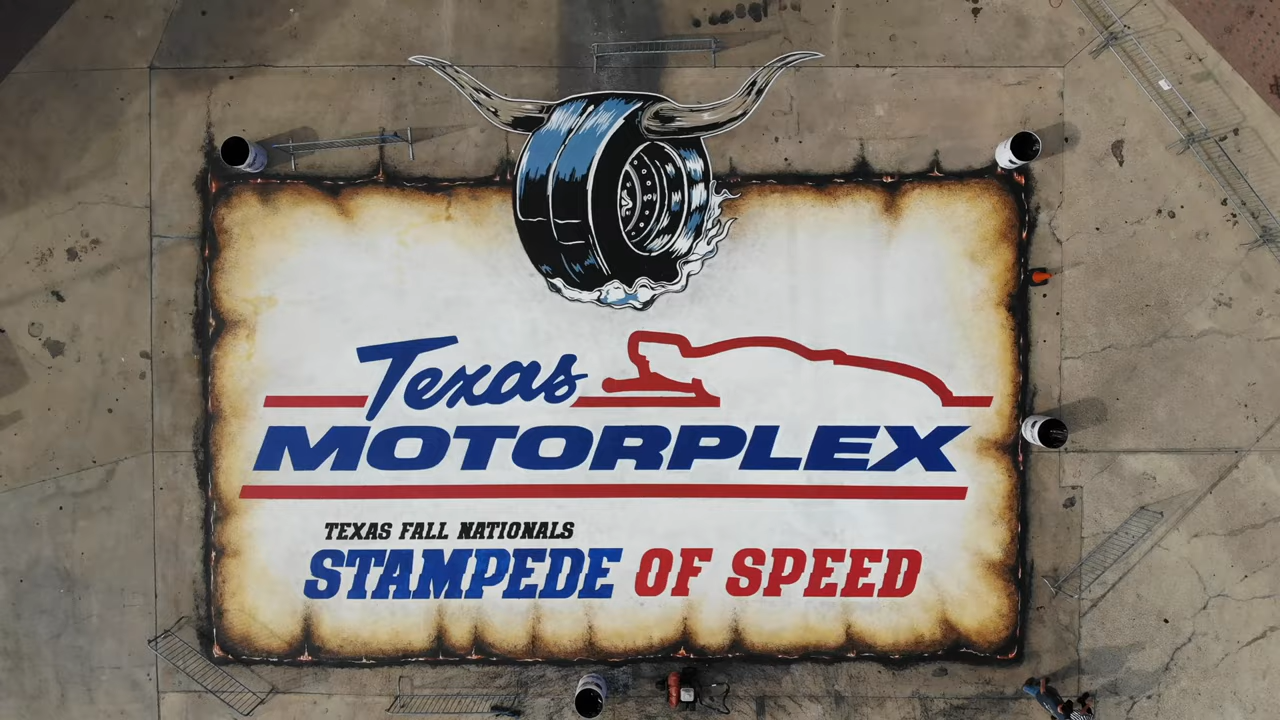 Texas
MOTORPLEX
TEXAS FALL NATIONALS
STAMPEDE OF SPEED